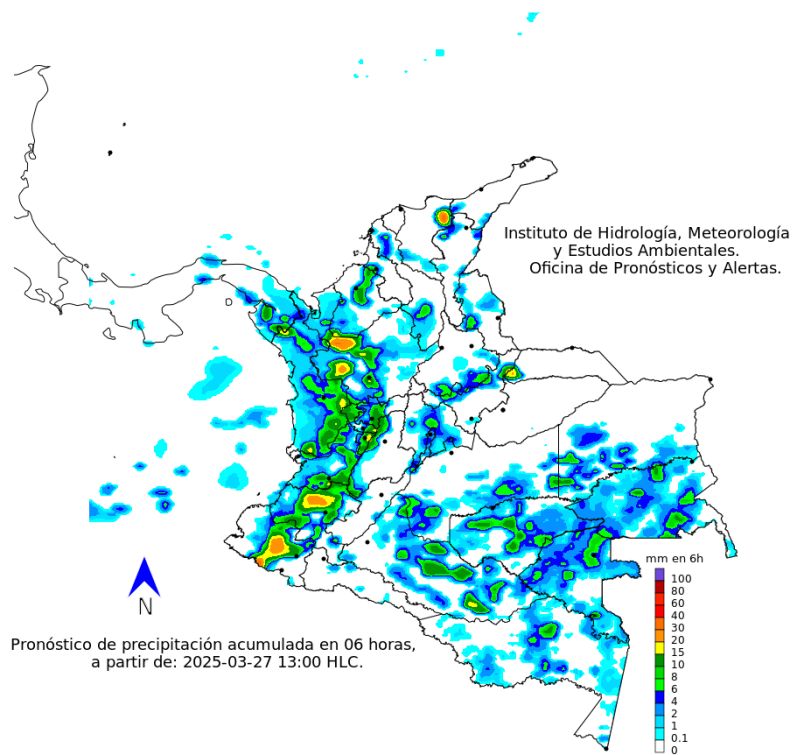 Instituto de Hidrología, Meteorología
y Estudios Ambientales.
Oficina de Pronósticos y Alertas.
mm en 6h
100
80
60
40
30
20
15
10
8
6
4
2
1
0.1
0
N
Pronóstico de precipitación acumulada en 06 horas,
a partir de: 2025-03-27 13:00 HLC.